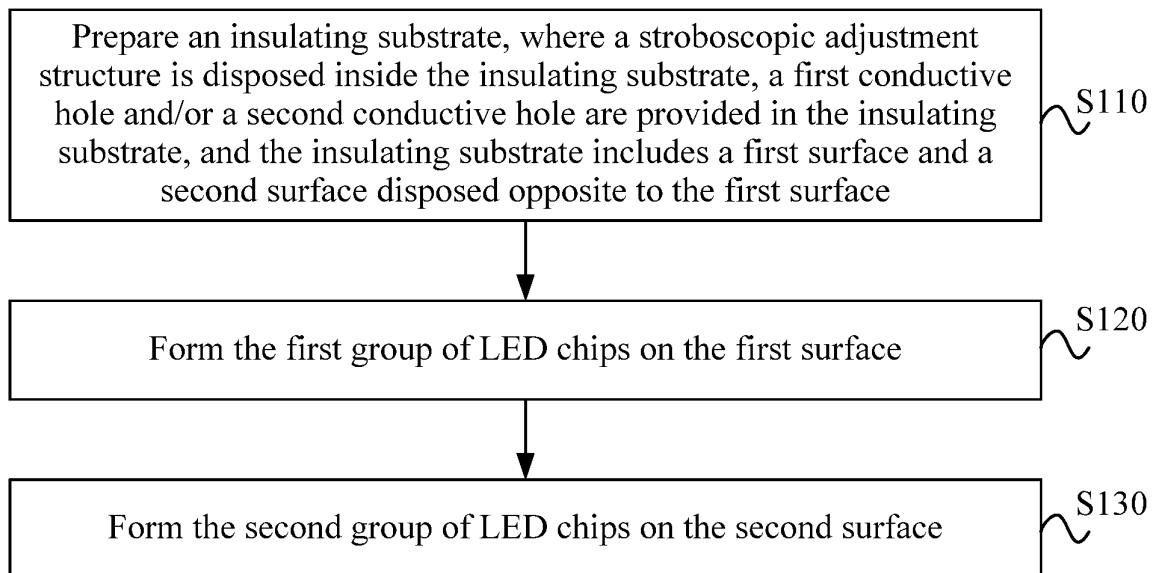 Prepare an insulating substrate, where a stroboscopic adjustment
structure is disposed inside the insulating substrate, a first conductive
hole and/or a second conductive hole are provided in the insulating
substrate, and the insulating substrate includes a first surface and a
second surface disposed opposite to the first surface
S110
Form the first group of LED chips on the first surface
S120
Form the second group of LED chips on the second surface
S130